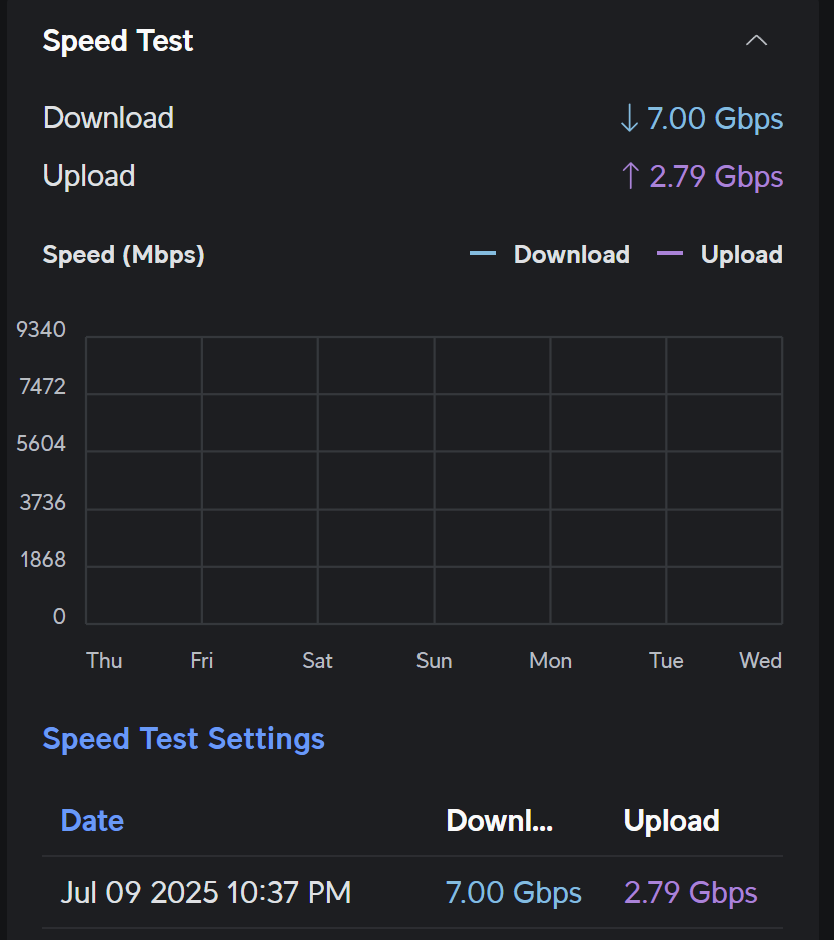 Speed Test
Download ↓ 7.00 Gbps
Upload ↑ 2.79 Gbps
Speed (Mbps) Download Upload
9340
7472
5604
3736
1868
0
Thu Fri Sat Sun Mon Tue Wed
Speed Test Settings
Date Downl... Upload
Jul 09 2025 10:37 PM 7.00 Gbps 2.79 Gbps